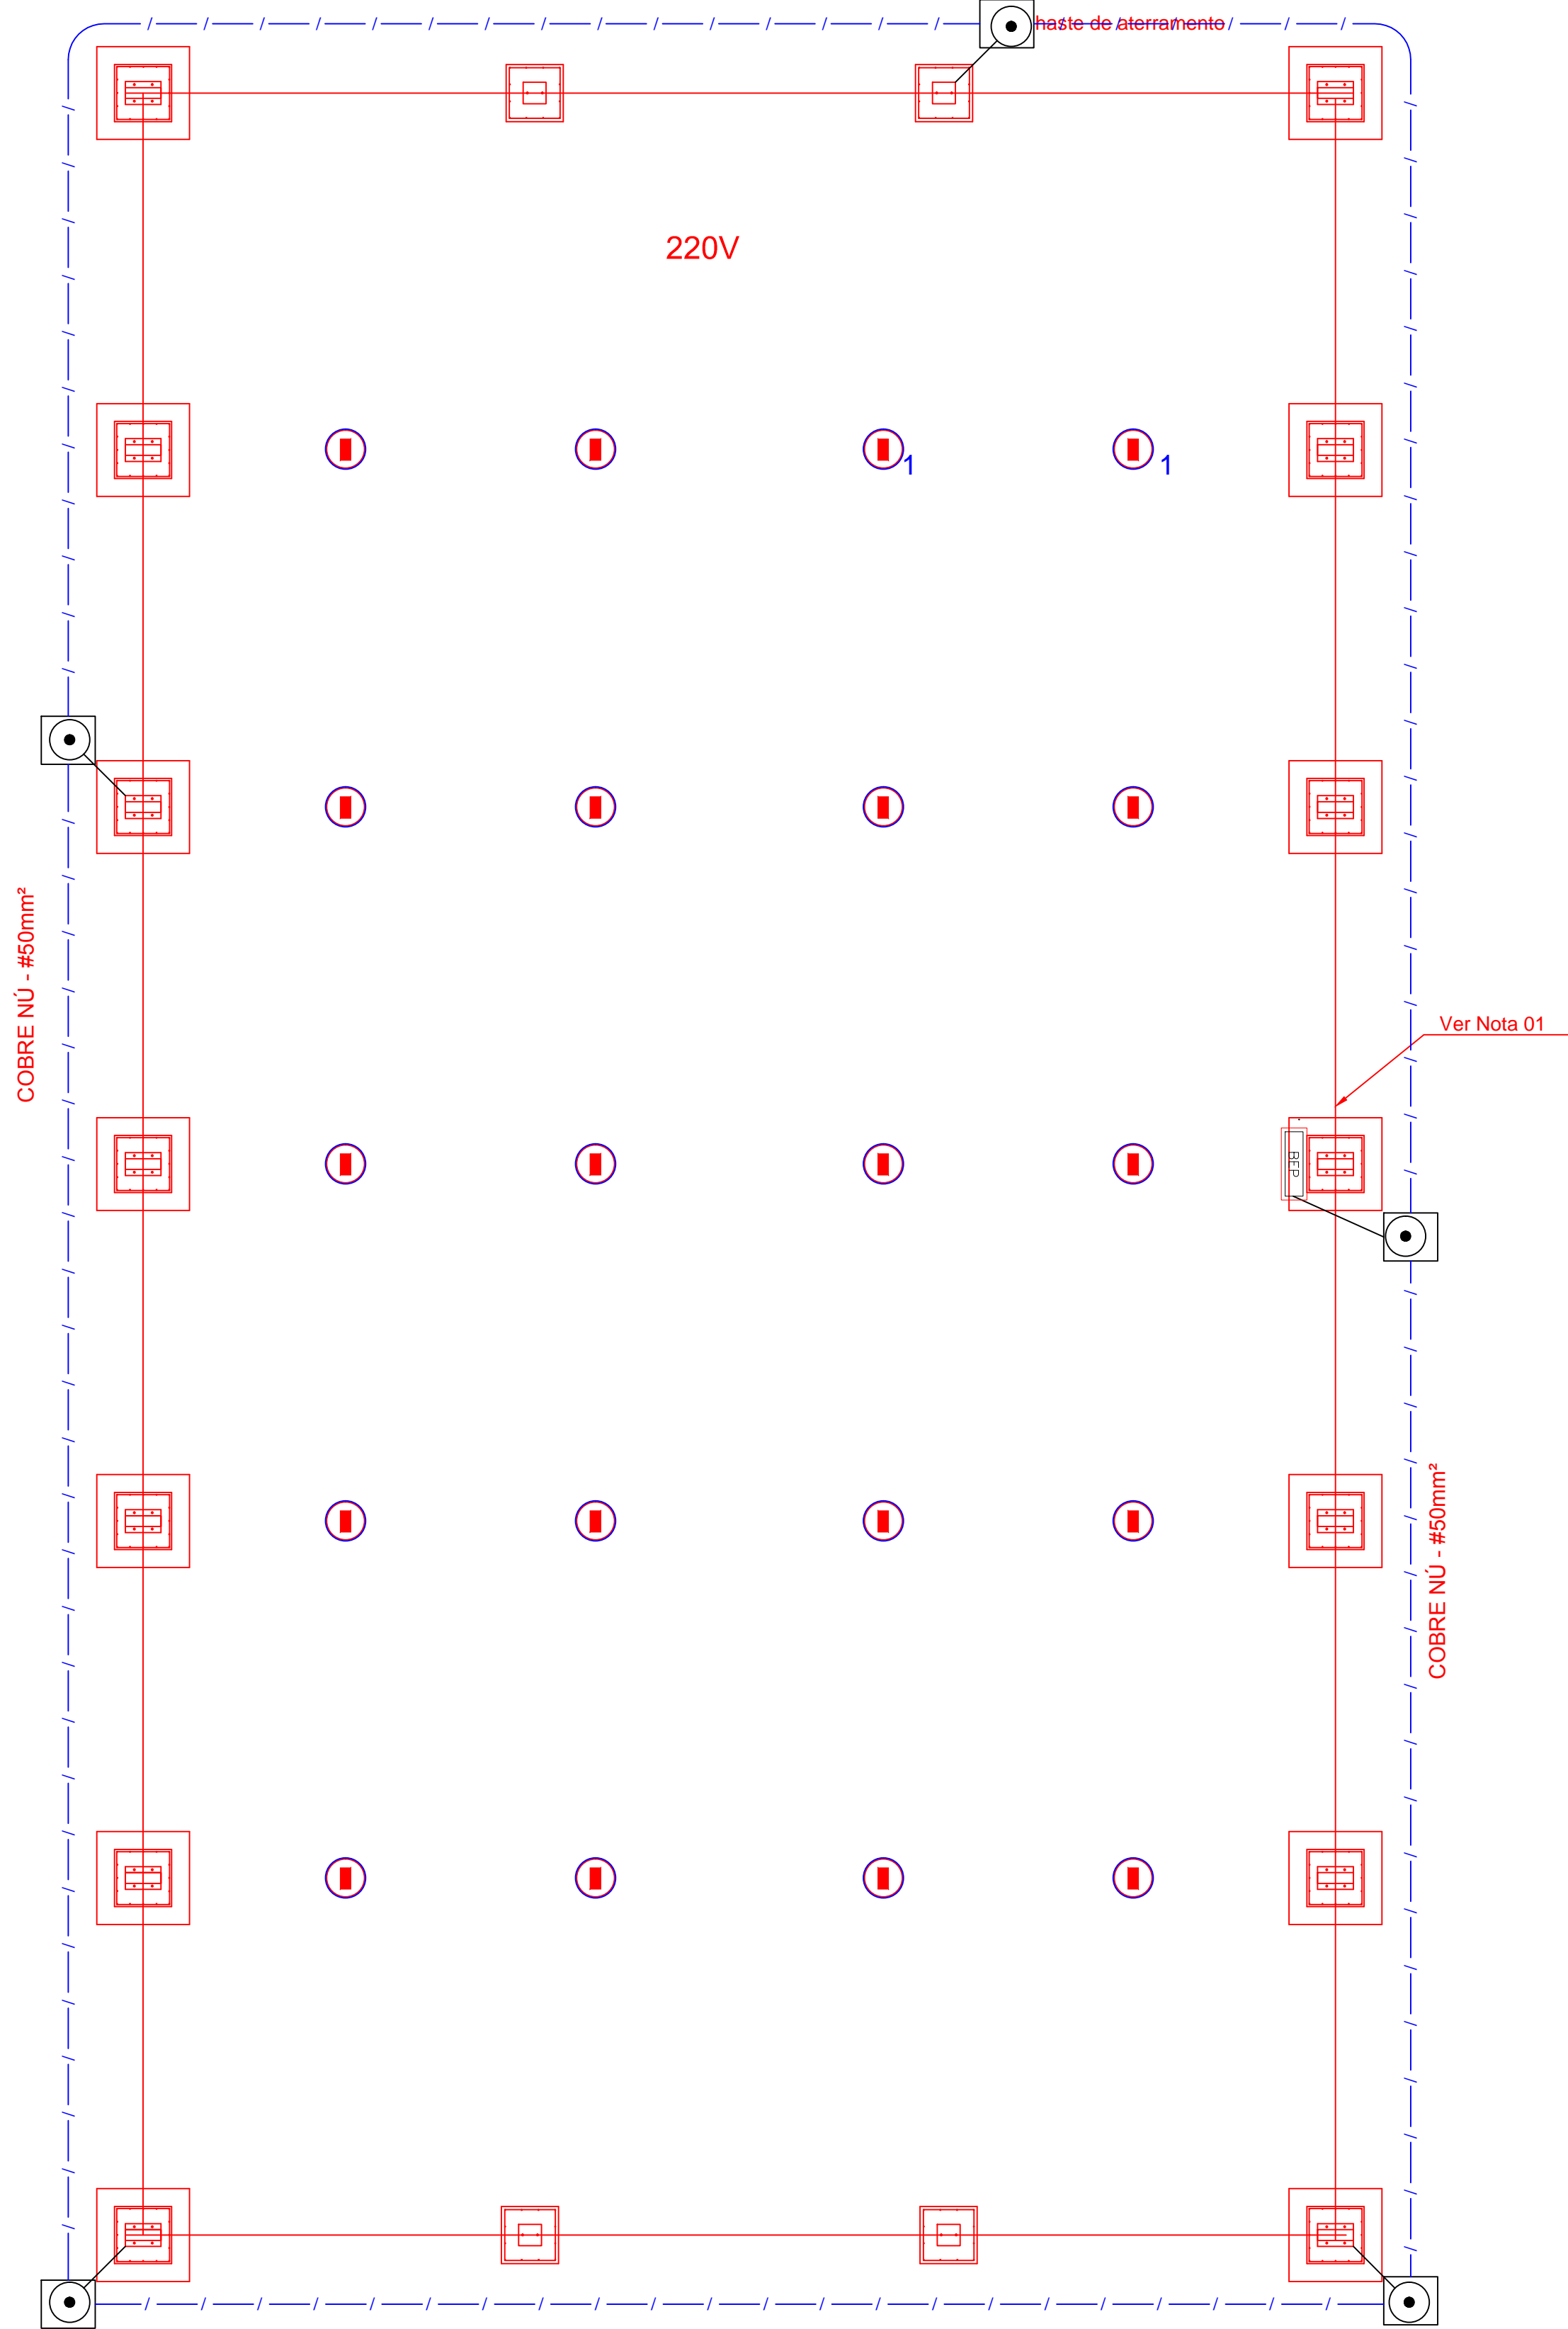 haste de aterramento
220V
1
1
COBRE NÚ - #50mm²
Ver Nota 01
BEP
COBRE NÚ - #50mm²